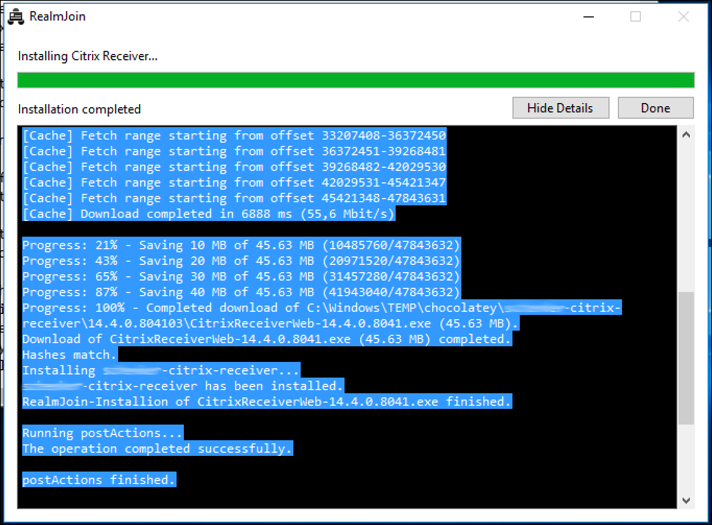 RealmJoin
Installing Citrix Receiver...
Installation completed
Hide Details
Done
[Cache] Fetch range starting from offset 33207408-36372450
[Cache] Fetch range starting from offset 36372451-39268481
[Cache] Fetch range starting from offset 39268482-42029530
[Cache] Fetch range starting from offset 42029531-45421347
[Cache] Fetch range starting from offset 45421348-47843631
[Cache] Download completed in 6888 ms (55,6 Mbit/s)
Progress: 21% - Saving 10 MB of 45.63 MB (10485760/47843632)
Progress: 43% - Saving 20 MB of 45.63 MB (20971520/47843632)
Progress: 65% - Saving 30 MB of 45.63 MB (31457280/47843632)
Progress: 87% - Saving 40 MB of 45.63 MB (41943040/47843632)
Progress: 100% - Completed download of C:\Windows\TEMP\chocolatey\ -citrix-
receiver\14.4.0.804103\CitrixReceiverWeb-14.4.0.8041.exe (45.63 MB).
Download of CitrixReceiverWeb-14.4.0.8041.exe (45.63 MB) completed.
Hashes match.
Installing -citrix-receiver...
-citrix-receiver has been installed.
RealmJoin-Installion of CitrixReceiverWeb-14.4.0.8041.exe finished.
Running postActions...
The operation completed successfully.
postActions finished.